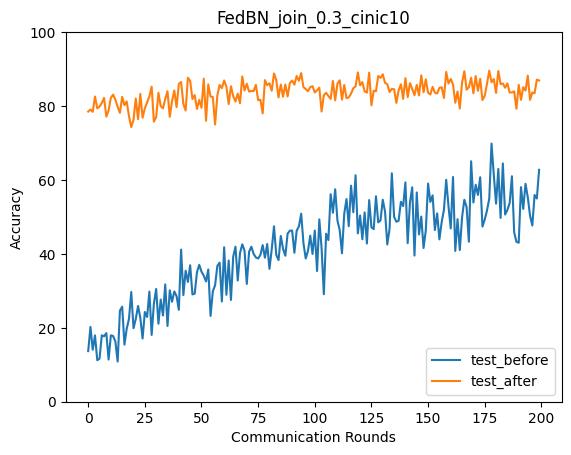 FedBN_join_0.3_cinic10
100
80
60
40
20
0
Accuracy
0 25 50 75 100 125 150 175 200
Communication Rounds
test_before
test_after